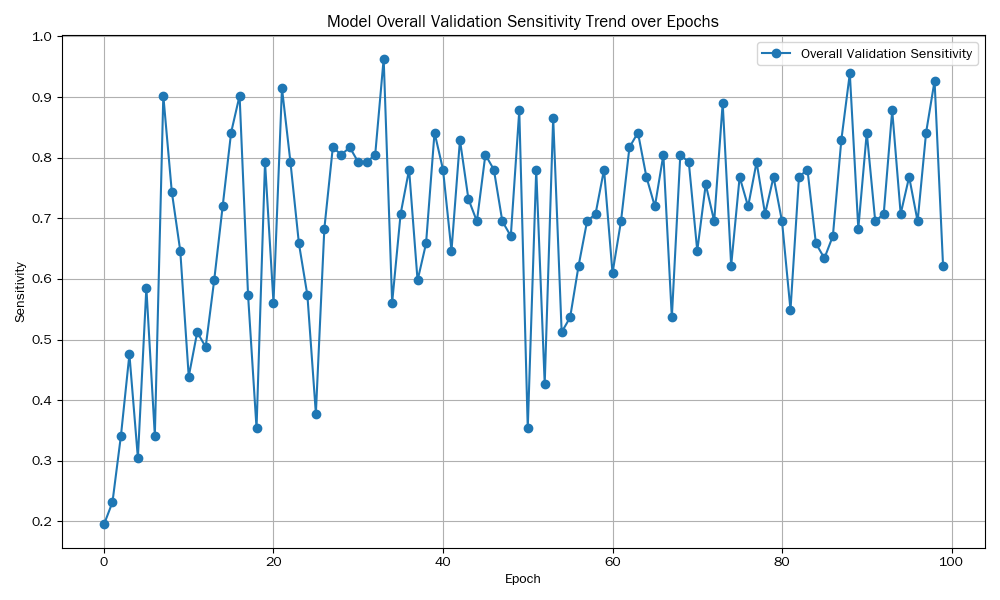 Model Overall Validation Sensitivity Trend over Epochs
Overall Validation Sensitivity
Sensitivity
1.0
0.9
0.8
0.7
0.6
0.5
0.4
0.3
0.2
0 20 40 60 80 100
Epoch